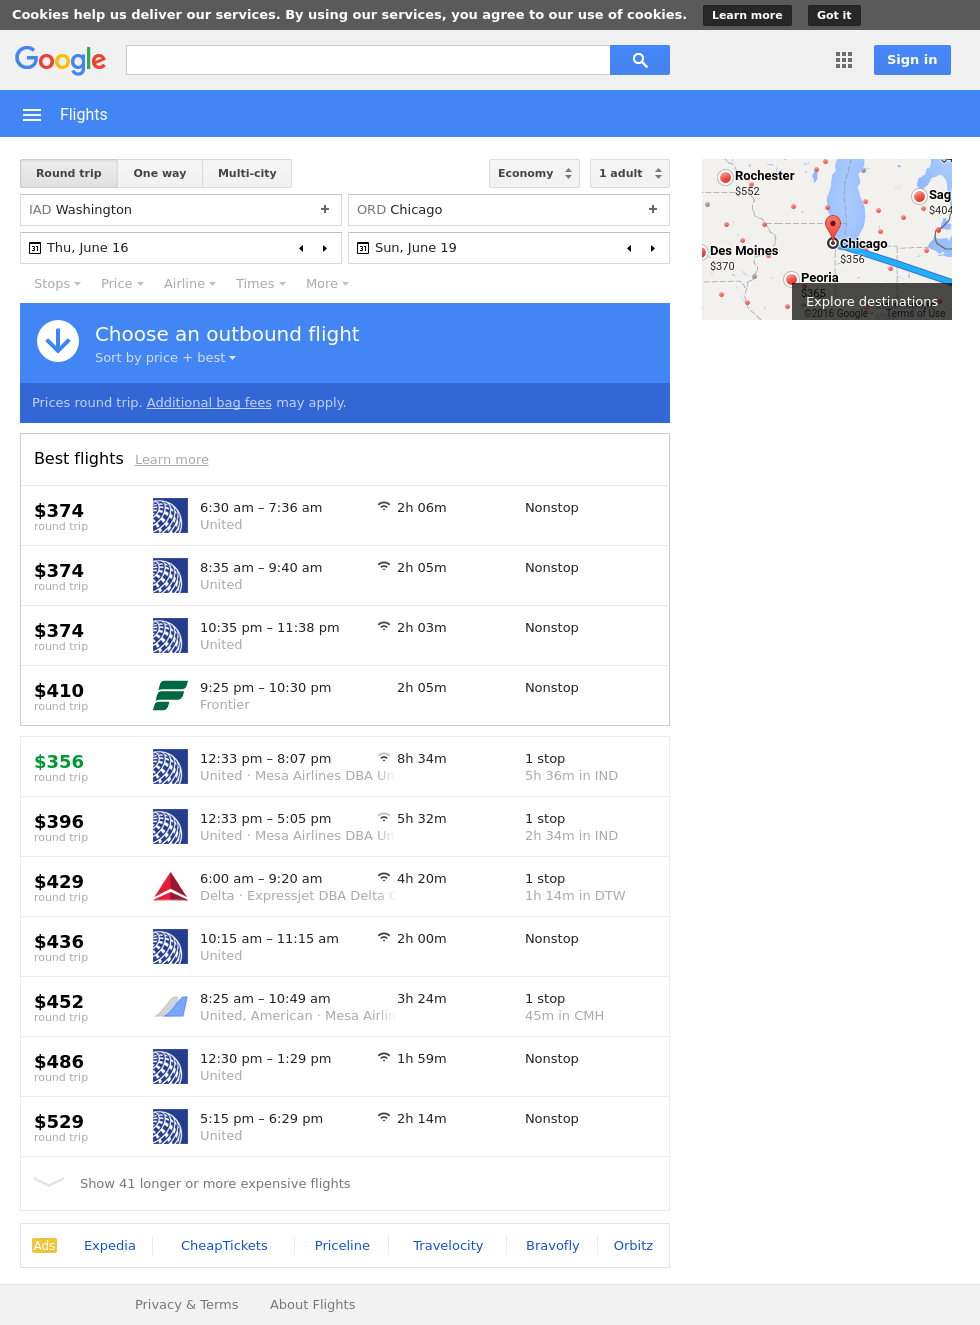 Cookies help us deliver our services. By using our services, you agree to our use of cookies. Learn more Got it
Google
Sign in
Flights
Round trip One way Multi-city Economy 1 adult
IAD Washington + ORD Chicago +
31 Thu, June 16 31 Sun, June 19
Stops Price Airline Times More
Choose an outbound flight
Sort by price + best
Prices round trip. Additional bag fees may apply.
Rochester
$552
Sag
$404
Chicago
$356
Des Moines
$370
Peoria
$365
Explore destinations
©2016 Google - Terms of Use
Best flights Learn more
$374 6:30 am – 7:36 am 2h 06m Nonstop
round trip United
$374 8:35 am – 9:40 am 2h 05m Nonstop
round trip United
$374 10:35 pm – 11:38 pm 2h 03m Nonstop
round trip United
$410 9:25 pm – 10:30 pm 2h 05m Nonstop
round trip Frontier
$356 12:33 pm – 8:07 pm 8h 34m 1 stop
round trip United · Mesa Airlines DBA Un 5h 36m in IND
$396 12:33 pm – 5:05 pm 5h 32m 1 stop
round trip United · Mesa Airlines DBA Un 2h 34m in IND
$429 6:00 am – 9:20 am 4h 20m 1 stop
round trip Delta · Expressjet DBA Delta C 1h 14m in DTW
$436 10:15 am – 11:15 am 2h 00m Nonstop
round trip United
$452 8:25 am – 10:49 am 3h 24m 1 stop
round trip United, American · Mesa Airlin 45m in CMH
$486 12:30 pm – 1:29 pm 1h 59m Nonstop
round trip United
$529 5:15 pm – 6:29 pm 2h 14m Nonstop
round trip United
Show 41 longer or more expensive flights
Ads Expedia CheapTickets Priceline Travelocity Bravofly Orbitz
Privacy & Terms About Flights